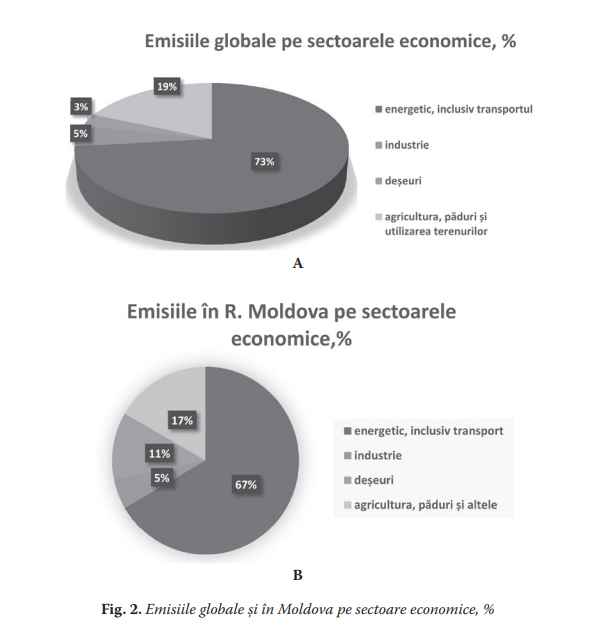 Emisiile globale pe sectoarele economice, %
19%
3%
5%
73%
energetic, inclusiv transportul
industrie
deșeuri
agricultura, păduri și
utilizarea terenurilor
A
Emisiile în R. Moldova pe sectoarele
economice,%
17%
11%
5%
67%
energetic, inclusiv transport
industrie
deșeuri
agricultura, păduri și altele
B
Fig. 2. Emisiile globale și în Moldova pe sectoare economice, %